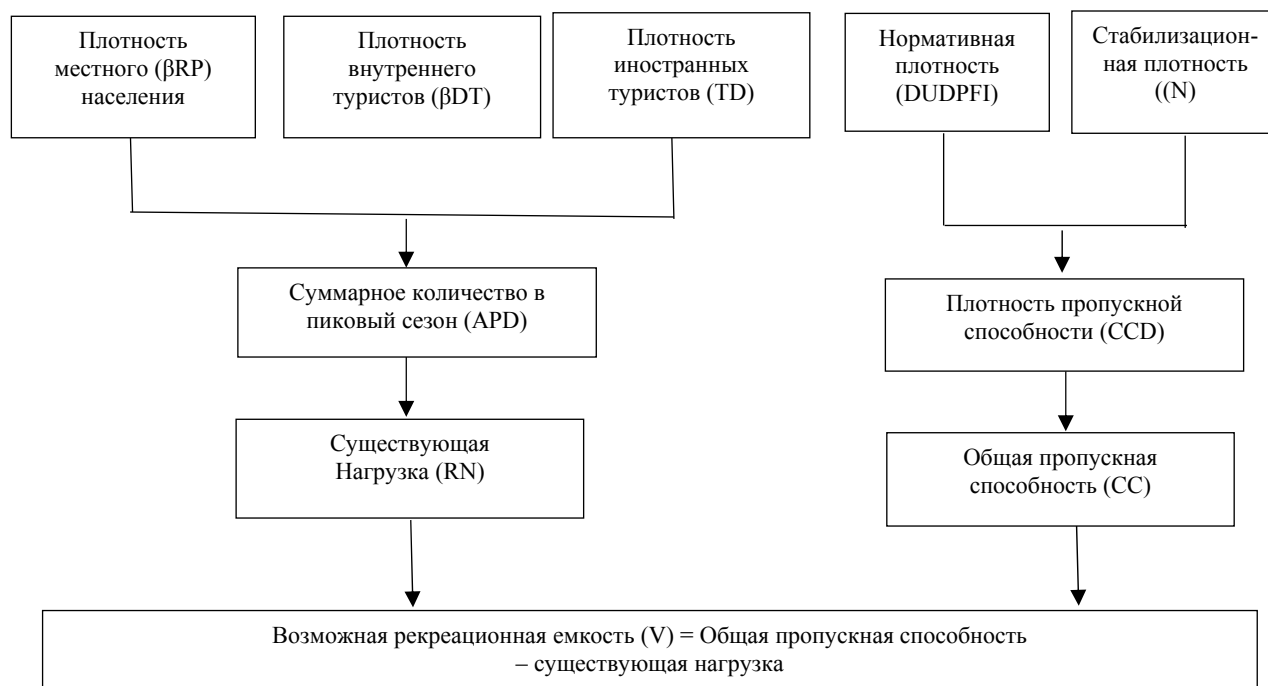 Плотность
местного (βRP)
населения
Плотность
внутреннего
туристов (βDT)
Плотность
иностранных
туристов (TD)
Нормативная
плотность
(DUDPFI)
Стабилизацион-
ная плотность
((N)
Суммарное количество в
пиковый сезон (APD)
Плотность пропускной
способности (CCD)
Существующая
Нагрузка (RN)
Общая пропускная
способность (CC)
Возможная рекреационная емкость (V) = Общая пропускная способность
– существующая нагрузка